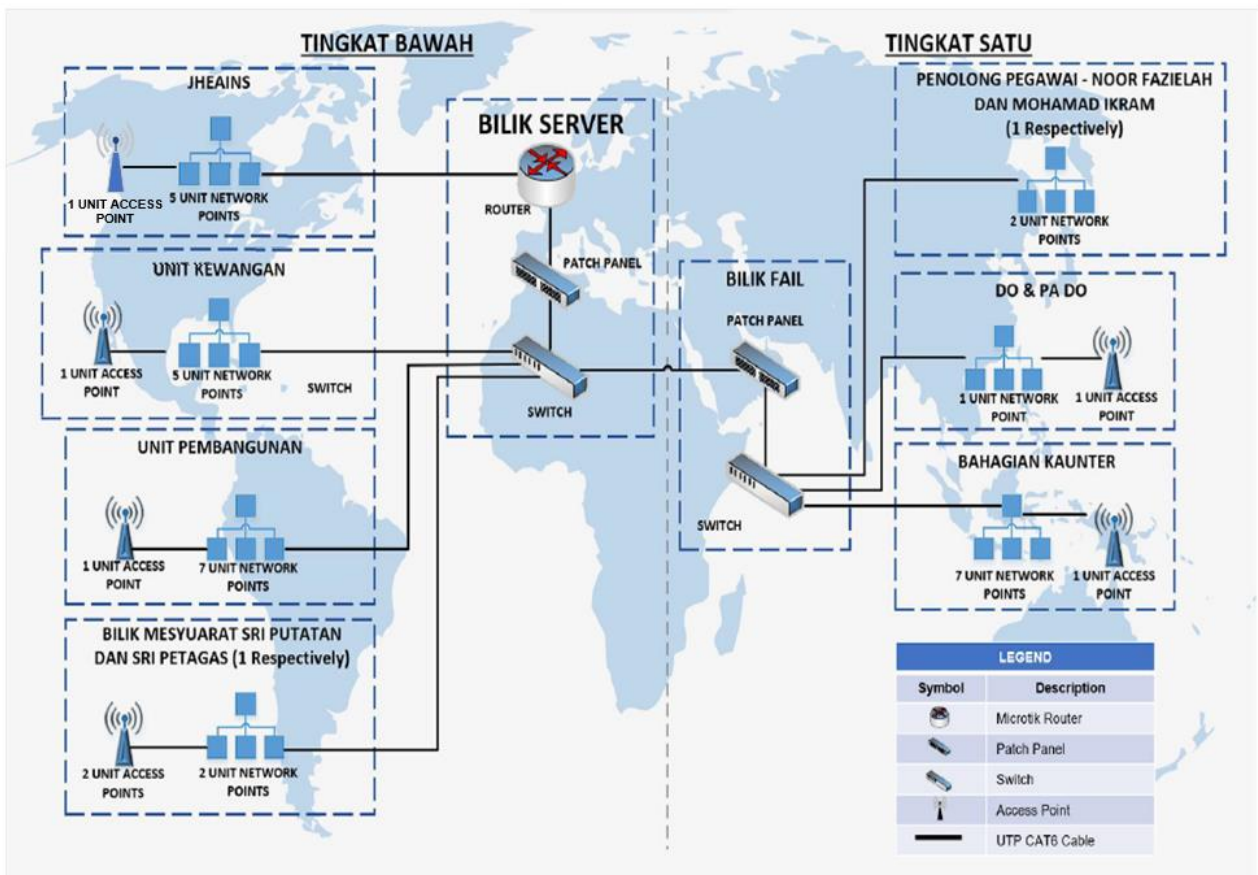 TINGKAT BAWAH
JHEAINS
1 UNIT ACCESS
POINT
5 UNIT NETWORK
POINTS
UNIT KEWANGAN
1 UNIT ACCESS
POINT
5 UNIT NETWORK
POINTS
SWITCH
UNIT PEMBANGUNAN
1 UNIT ACCESS
POINT
7 UNIT NETWORK
POINTS
BILIK MESYUARAT SRI PUTATAN
DAN SRI PETAGAS (1 Respectively)
2 UNIT ACCESS
POINTS
2 UNIT NETWORK
POINTS
BILIK SERVER
ROUTER
PATCH PANEL
SWITCH
TINGKAT SATU
BILIK FAIL
PATCH PANEL
SWITCH
PENOLONG PEGAWAI - NOOR FAZIELAH
DAN MOHAMAD IKRAM
(1 Respectively)
2 UNIT NETWORK
POINTS
DO & PA DO
1 UNIT NETWORK
POINT
1 UNIT ACCESS
POINT
BAHAGIAN KAUNTER
7 UNIT NETWORK
POINTS
1 UNIT ACCESS
POINT
LEGEND
Symbol Description
Microtik Router
Patch Panel
Switch
Access Point
UTP CAT6 Cable